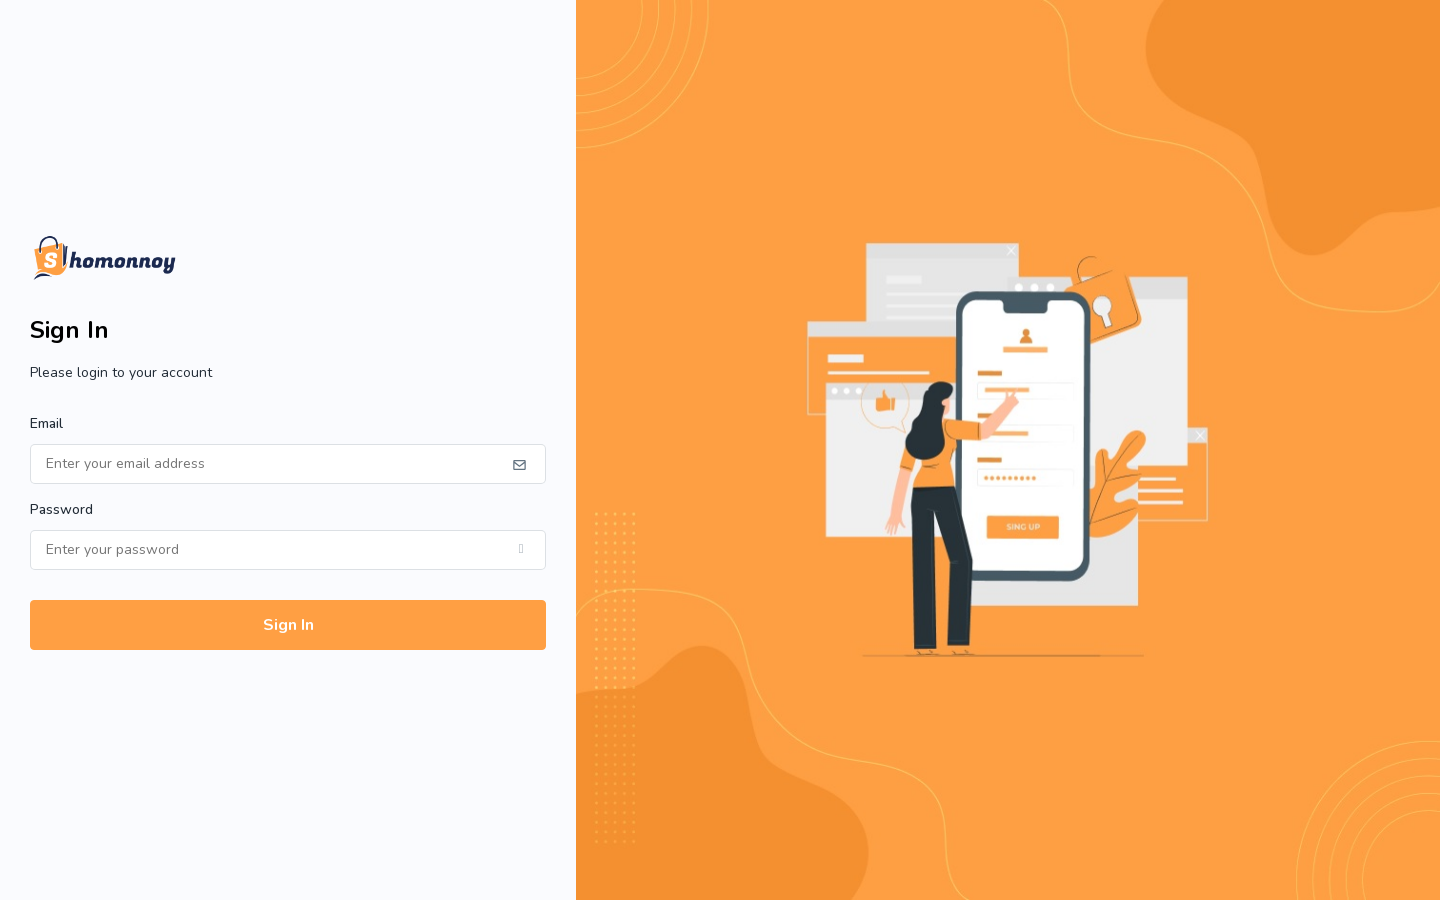 Shomonnoy
Sign In
Please login to your account
Email
Enter your email address
Password
Enter your password
Sign In
SING UP